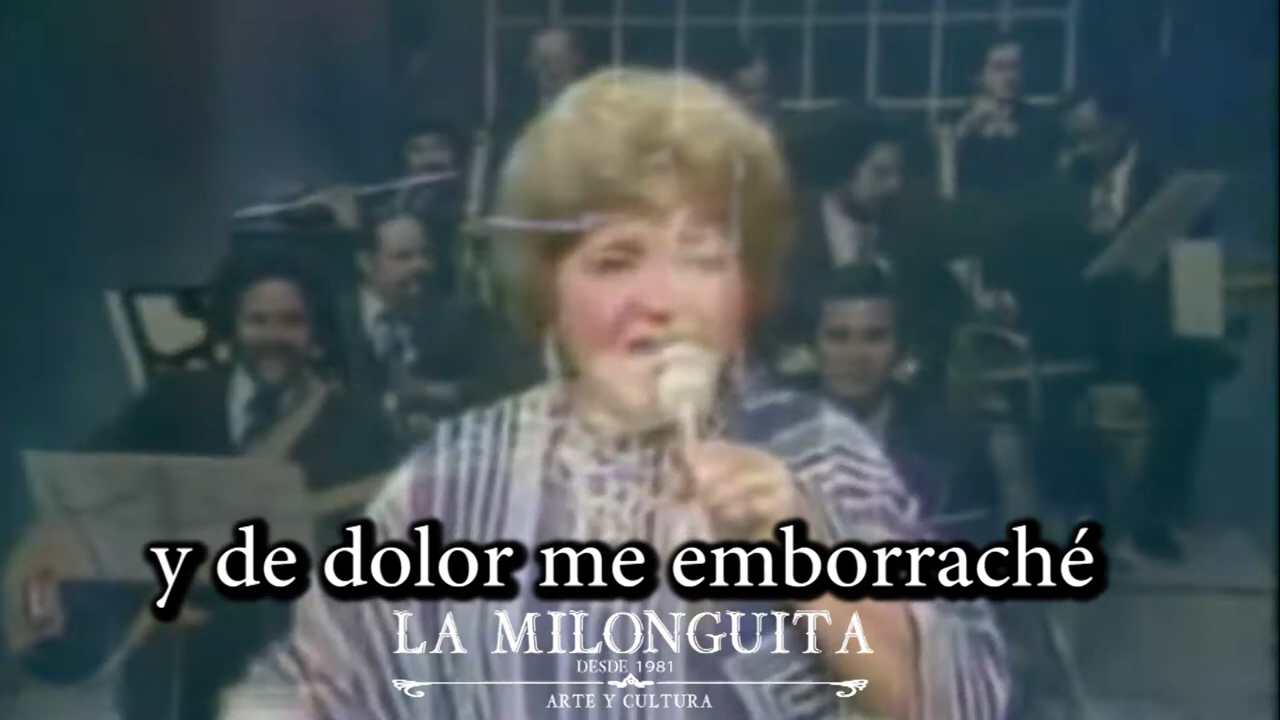 y de dolor me emborraché
LA MILONGUITA
DESDE 1981
ARTE Y CULTURA